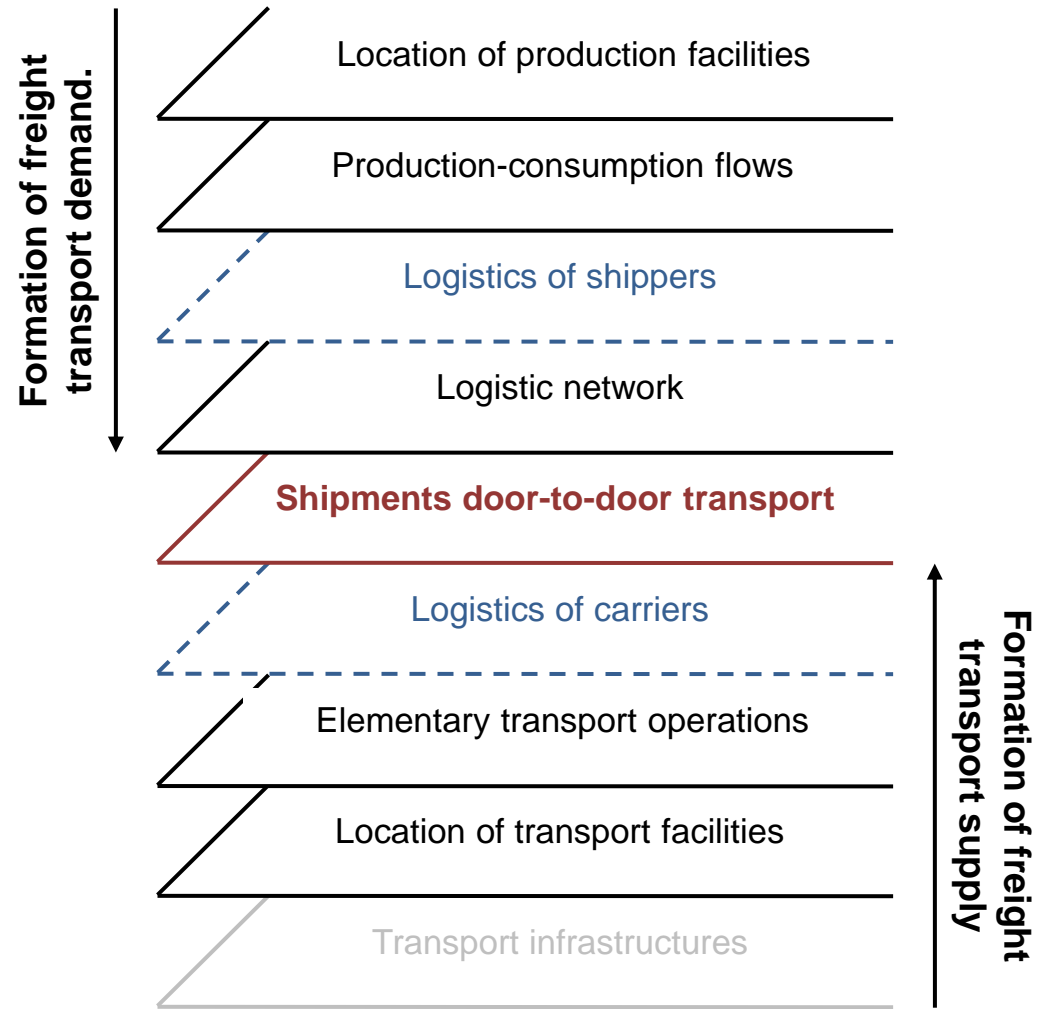 Formation of freight
transport demand.
Location of production facilities
Production-consumption flows
Logistics of shippers
Logistic network
Shipments door-to-door transport
Logistics of carriers
Elementary transport operations
Location of transport facilities
Transport infrastructures
Formation of freight
transport supply